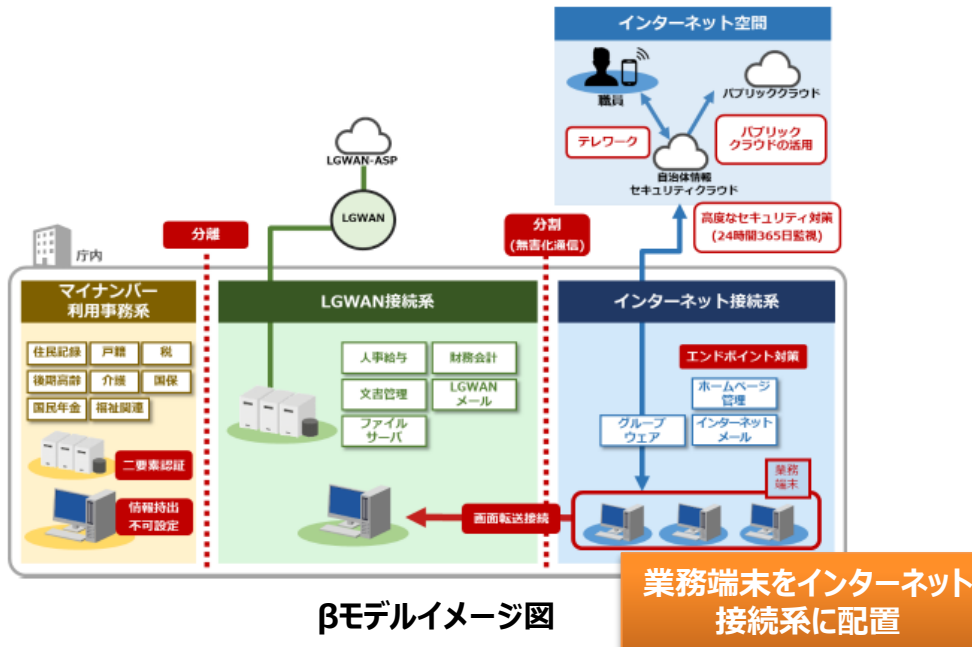 インターネット空間
職員
パブリッククラウド
テレワーク
パブリック
クラウドの活用
自治体情報
セキュリティクラウド
LGWAN-ASP
LGWAN
高度なセキュリティ対策
(24時間365日監視)
分離
分割
(無害化通信)
庁内
マイナンバー
利用事務系
住民記録
戸籍
税
後期高齢
介護
国保
国民年金
福祉関連
二要素認証
情報持出
不可設定
LGWAN接続系
人事給与
財務会計
文書管理
LGWAN
メール
ファイル
サーバ
画面転送接続
インターネット接続系
エンドポイント対策
ホームページ
管理
グループ
ウェア
インターネット
メール
業務
端末
βモデルイメージ図
業務端末をインターネット
接続系に配置